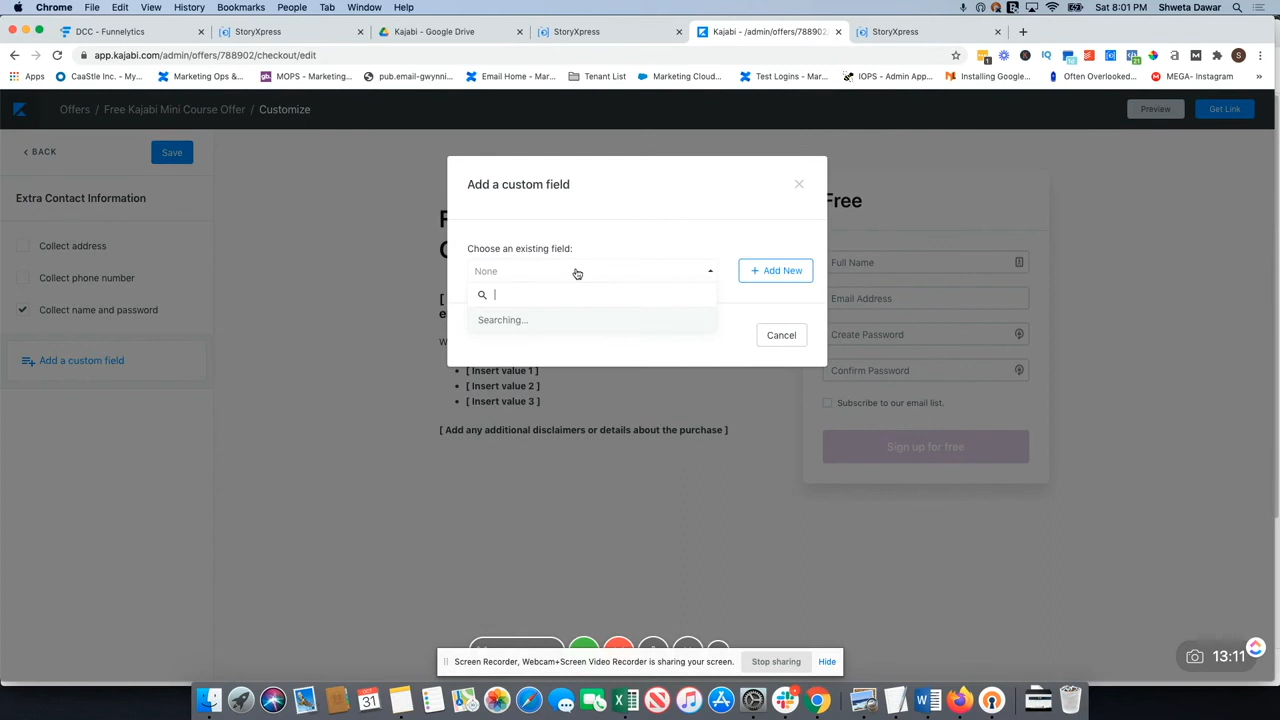 Chrome File Edit View History Bookmarks People Tab Window Help
Sat 8:01 PM Shweta Dawar
DCC - Funnelytics
StoryXpress
Kajabi - Google Drive
StoryXpress
Kajabi - /admin/offers/788902
StoryXpress
app.kajabi.com/admin/offers/788902/checkout/edit
Apps CaaStle Inc. - My... Marketing Ops &... MOPS - Marketing... pub.email-gwynni... Email Home - Mar... Tenant List Marketing Cloud... Test Logins - Mar... IOPS - Admin App... Installing Google... Often Overlooked... MEGA- Instagram
Offers / Free Kajabi Mini Course Offer / Customize
Preview
Get Link
BACK
Save
Extra Contact Information
Collect address
Collect phone number
Collect name and password
Add a custom field
Add a custom field
Choose an existing field:
None
+ Add New
Searching...
Cancel
[ Insert value 1 ]
[ Insert value 2 ]
[ Insert value 3 ]
[ Add any additional disclaimers or details about the purchase ]
Free
Full Name
Email Address
Create Password
Confirm Password
Subscribe to our email list.
Sign up for free
Screen Recorder, Webcam+Screen Video Recorder is sharing your screen.
Stop sharing
Hide
13:11